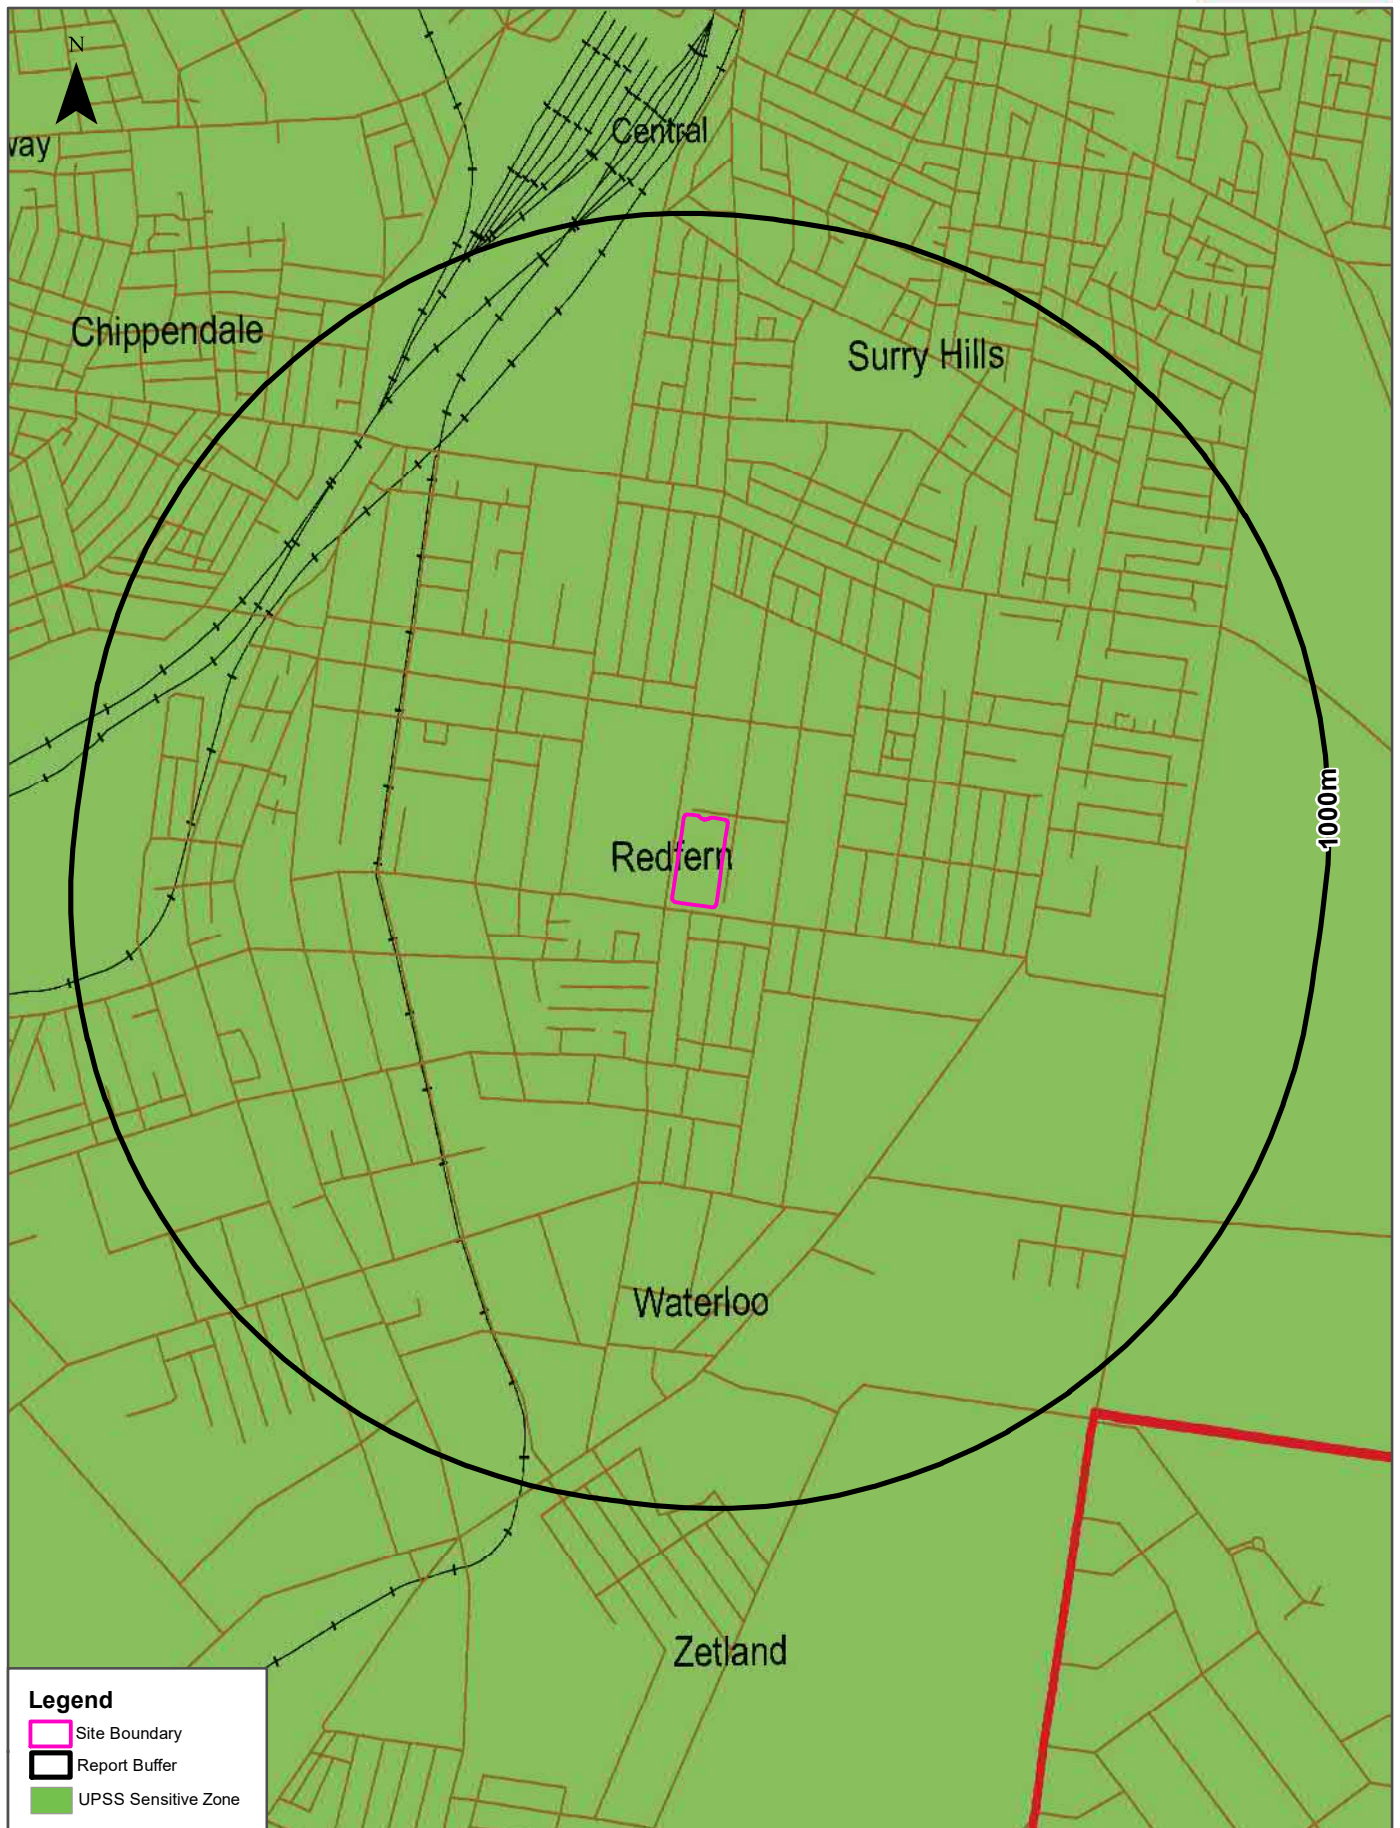 N
Central
way
Chippendale
Surry Hills
1000m
Redfern
Waterloo
Zetland
Legend
Site Boundary
Report Buffer
UPSS Sensitive Zone